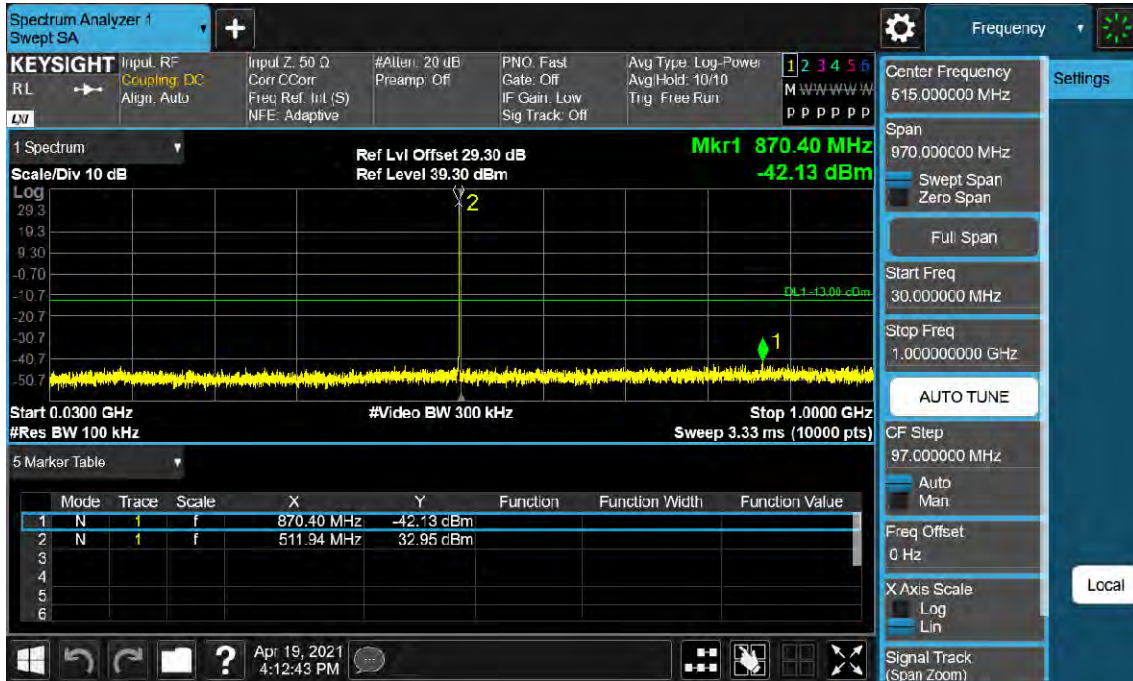 Spectrum Analyzer 1
Swept SA
+
Frequency
KEYSIGHT
RL
LXI
Input: RF
Coupling: DC
Align: Auto
Input Z: 50 Ω
Corr CCorr
Freq Ref: Int (S)
NFE: Adaptive
#Atten: 20 dB
Preamp: Off
PNO: Fast
Gate: Off
IF Gain: Low
Sig Track: Off
Avg Type: Log-Power
Avg|Hold: 10/10
Trig: Free Run
1 2 3 4 5 6
M W W W W W
P P P P P P
1 Spectrum
Scale/Div 10 dB
Ref Lvl Offset 29.30 dB
Ref Level 39.30 dBm
Mkr1 870.40 MHz
-42.13 dBm
Log
29.3
19.3
9.30
-0.70
-10.7
-20.7
-30.7
-40.7
-50.7
2
DL1 -13.00 dBm
1
Start 0.0300 GHz
#Video BW 300 kHz
Stop 1.0000 GHz
#Res BW 100 kHz
Sweep 3.33 ms (10000 pts)
5 Marker Table
Mode Trace Scale X Y Function Function Width Function Value
1 N 1 f 870.40 MHz -42.13 dBm
2 N 1 f 511.94 MHz 32.95 dBm
3
4
5
6
Center Frequency
515.000000 MHz
Settings
Span
970.000000 MHz
Swept Span
Zero Span
Full Span
Start Freq
30.000000 MHz
Stop Freq
1.000000000 GHz
AUTO TUNE
CF Step
97.000000 MHz
Auto
Man
Freq Offset
0 Hz
X Axis Scale
Log
Lin
Local
Signal Track
(Span Zoom)
?
Apr 19, 2021
4:12:43 PM